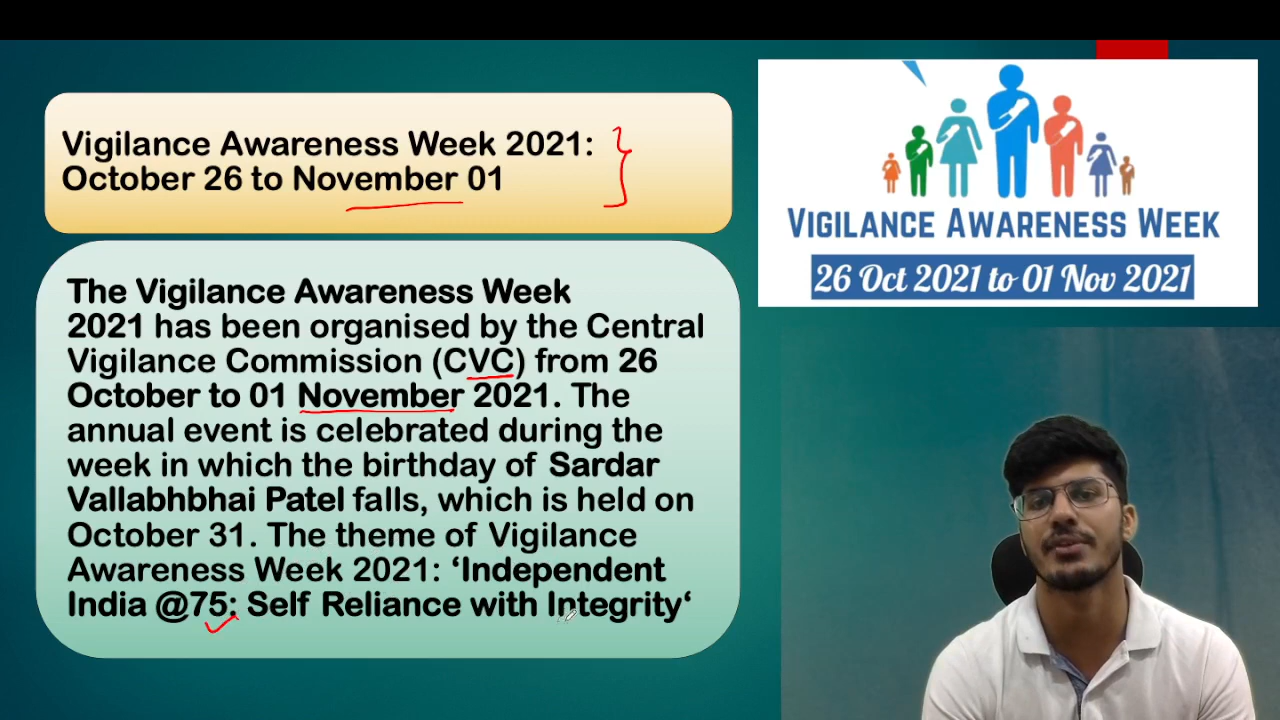 Vigilance Awareness Week 2021:
October 26 to November 01
The Vigilance Awareness Week
2021 has been organised by the Central
Vigilance Commission (CVC) from 26
October to 01 November 2021. The
annual event is celebrated during the
week in which the birthday of Sardar
Vallabhbhai Patel falls, which is held on
October 31. The theme of Vigilance
Awareness Week 2021: ‘Independent
India @75: Self Reliance with Integrity‘
VIGILANCE AWARENESS WEEK
26 Oct 2021 to 01 Nov 2021